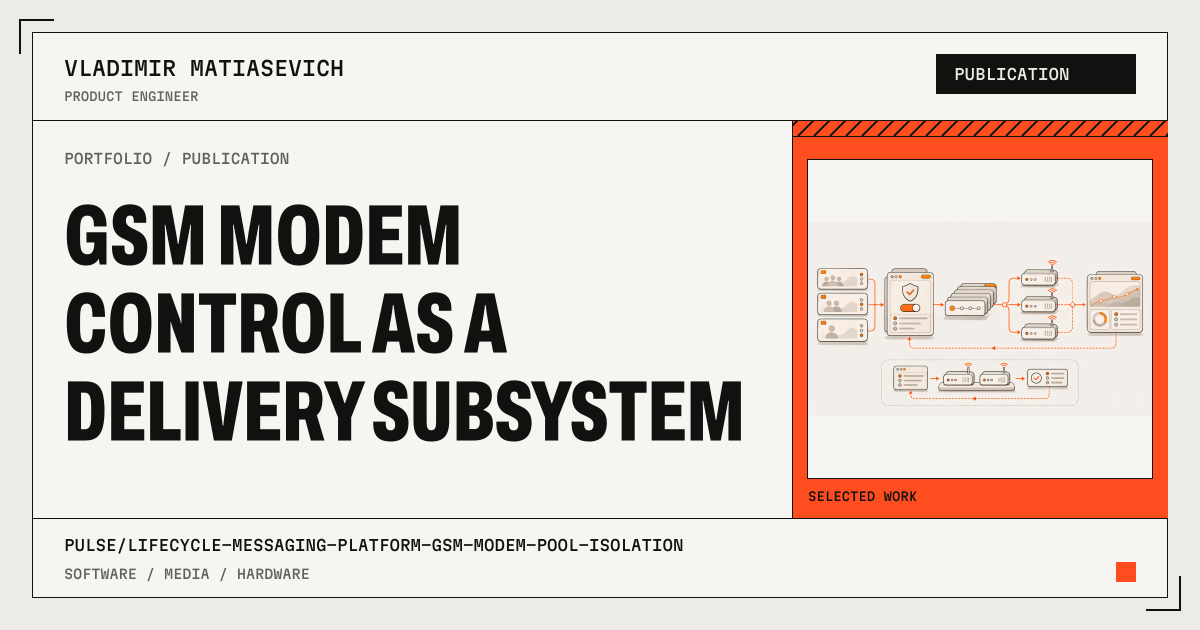 VLADIMIR MATIASEVICH
PRODUCT ENGINEER
PUBLICATION
PORTFOLIO / PUBLICATION
GSM MODEM
CONTROL AS A
DELIVERY SUBSYSTEM
SELECTED WORK
PULSE/LIFECYCLE–MESSAGING–PLATFORM–GSM–MODEM–POOL–ISOLATION
SOFTWARE / MEDIA / HARDWARE